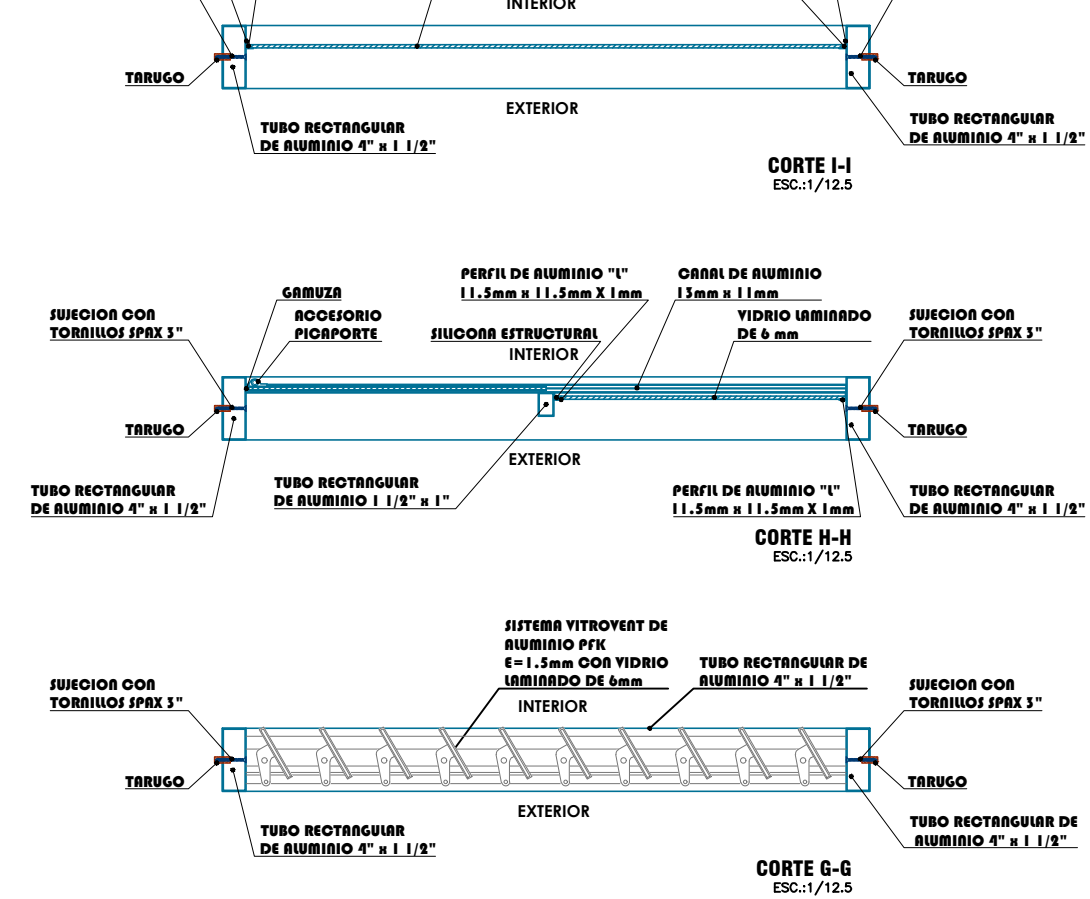 INTERIOR
TARUGO
TARUGO
EXTERIOR
TUBO RECTANGULAR
DE ALUMINIO 4" x 1 1/2"
TUBO RECTANGULAR
DE ALUMINIO 4" x 1 1/2"
CORTE I-I
ESC.:1/12.5
PERFIL DE ALUMINIO "L"
11.5mm x 11.5mm X 1mm
CANAL DE ALUMINIO
13mm x 11mm
GAMUZA
ACCESORIO
PICAPORTE
SUJECION CON
TORNILLOS SPAX 3"
SILICONA ESTRUCTURAL
VIDRIO LAMINADO
DE 6 mm
SUJECION CON
TORNILLOS SPAX 3"
INTERIOR
TARUGO
TARUGO
EXTERIOR
TUBO RECTANGULAR
DE ALUMINIO 4" x 1 1/2"
TUBO RECTANGULAR
DE ALUMINIO 1 1/2" x 1"
PERFIL DE ALUMINIO "L"
11.5mm x 11.5mm X 1mm
TUBO RECTANGULAR
DE ALUMINIO 4" x 1 1/2"
CORTE H-H
ESC.:1/12.5
SISTEMA VITROVENT DE
ALUMINIO PFK
E=1.5mm CON VIDRIO
LAMINADO DE 6mm
TUBO RECTANGULAR DE
ALUMINIO 4" x 1 1/2"
SUJECION CON
TORNILLOS SPAX 3"
SUJECION CON
TORNILLOS SPAX 3"
INTERIOR
TARUGO
TARUGO
EXTERIOR
TUBO RECTANGULAR
DE ALUMINIO 4" x 1 1/2"
TUBO RECTANGULAR DE
ALUMINIO 4" x 1 1/2"
CORTE G-G
ESC.:1/12.5